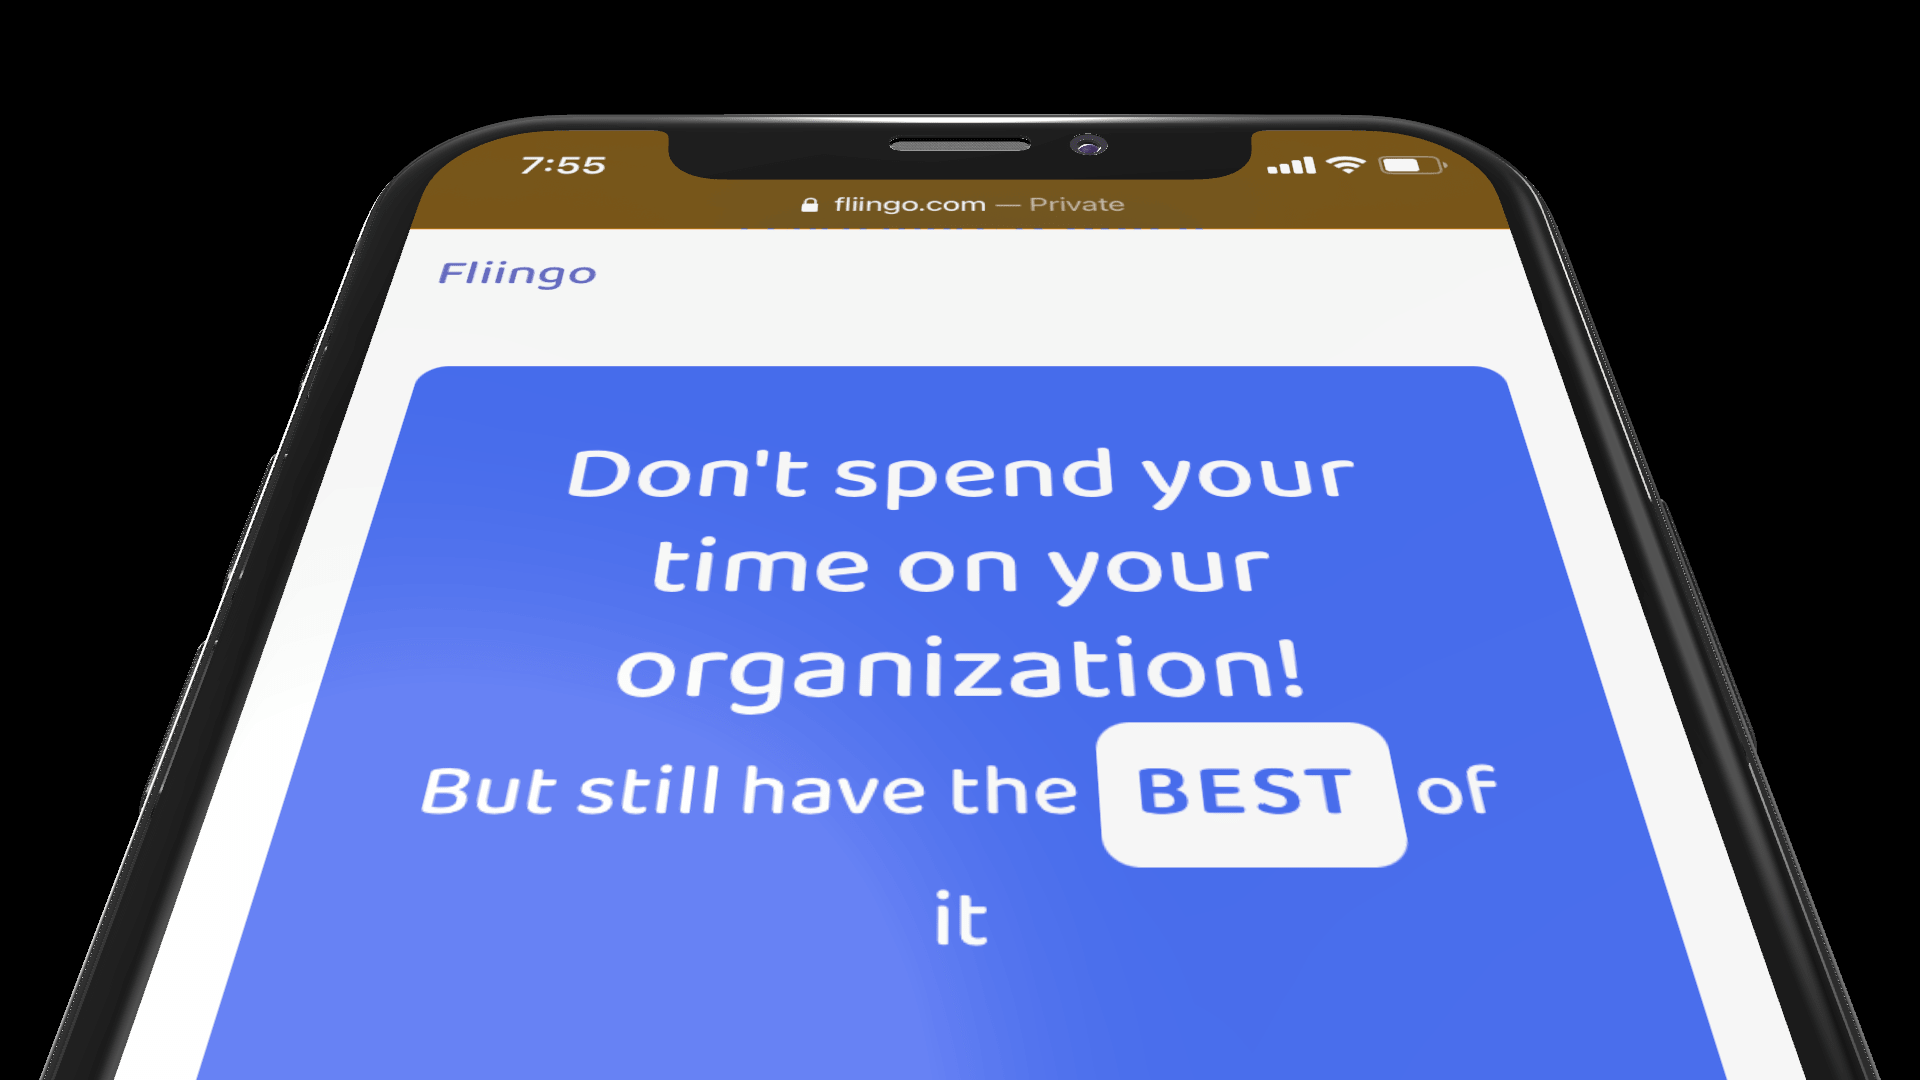 7:55
fliingo.com — Private
Fliingo
Don't spend your
time on your
organization!
But still have the BEST of
it